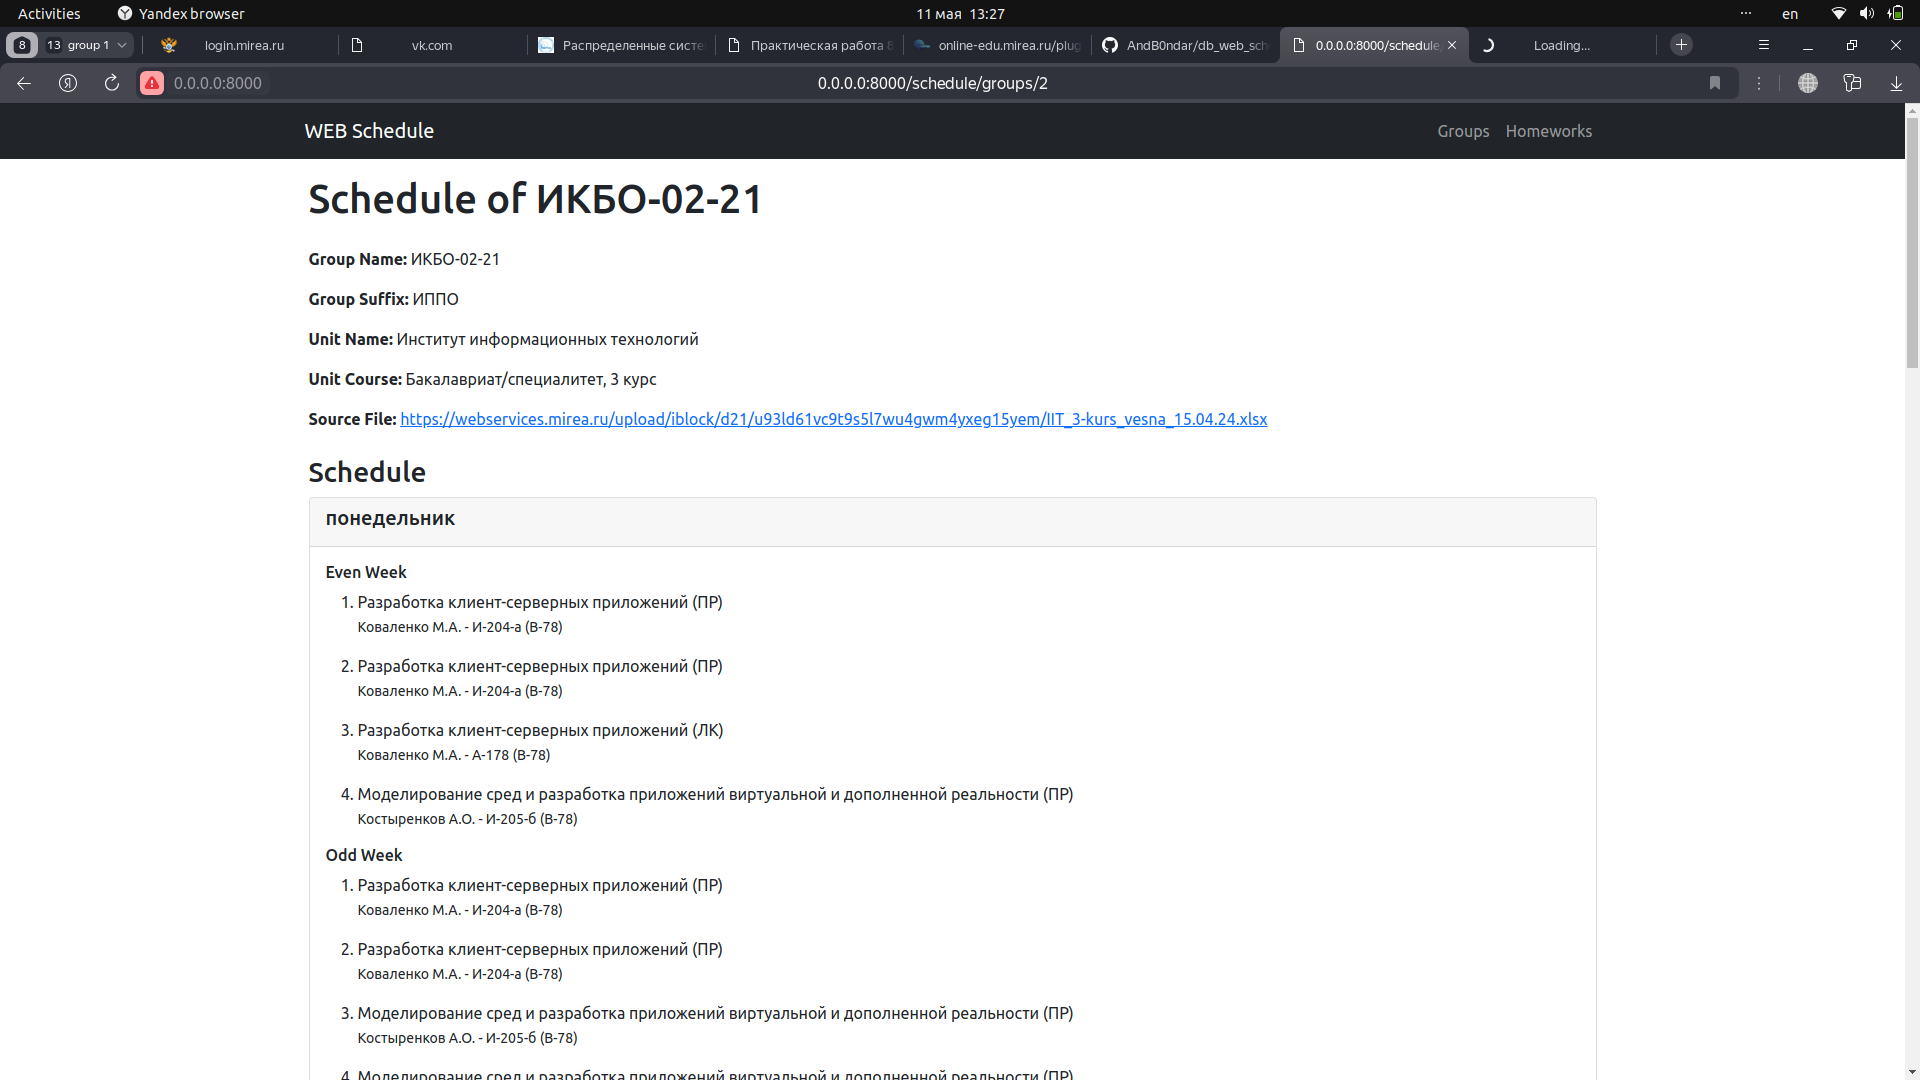 Activities
Yandex browser
11 мая 13:27
en
8
13 group 1
login.mirea.ru
vk.com
Распределенные систе
Практическая работа 8
online-edu.mirea.ru/plug
AndB0ndar/db_web_sch
0.0.0.0:8000/schedule
Loading...
0.0.0.0:8000
0.0.0.0:8000/schedule/groups/2
WEB Schedule
Groups
Homeworks
Schedule of ИКБО-02-21
Group Name: ИКБО-02-21
Group Suffix: ИППО
Unit Name: Институт информационных технологий
Unit Course: Бакалавриат/специалитет, 3 курс
Source File: https://webservices.mirea.ru/upload/iblock/d21/u93ld61vc9t9s5l7wu4gwm4yxeg15yem/IIT_3-kurs_vesna_15.04.24.xlsx
Schedule
понедельник
Even Week
1. Разработка клиент-серверных приложений (ПР)
Коваленко М.А. - И-204-а (В-78)
2. Разработка клиент-серверных приложений (ПР)
Коваленко М.А. - И-204-а (В-78)
3. Разработка клиент-серверных приложений (ЛК)
Коваленко М.А. - А-178 (В-78)
4. Моделирование сред и разработка приложений виртуальной и дополненной реальности (ПР)
Костыренков А.О. - И-205-б (В-78)
Odd Week
1. Разработка клиент-серверных приложений (ПР)
Коваленко М.А. - И-204-а (В-78)
2. Разработка клиент-серверных приложений (ПР)
Коваленко М.А. - И-204-а (В-78)
3. Моделирование сред и разработка приложений виртуальной и дополненной реальности (ПР)
Костыренков А.О. - И-205-б (В-78)
4. Моделирование сред и разработка приложений виртуальной и дополненной реальности (ПР)